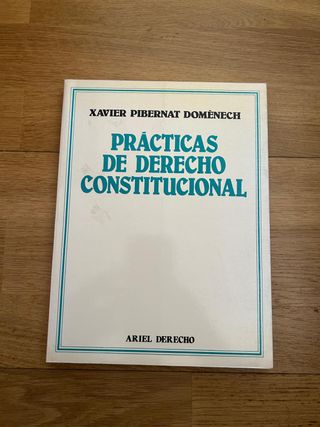 XAVIER PIBERNAT DOMÈNECH
PRÁCTICAS
DE DERECHO
CONSTITUCIONAL
ARIEL DERECHO